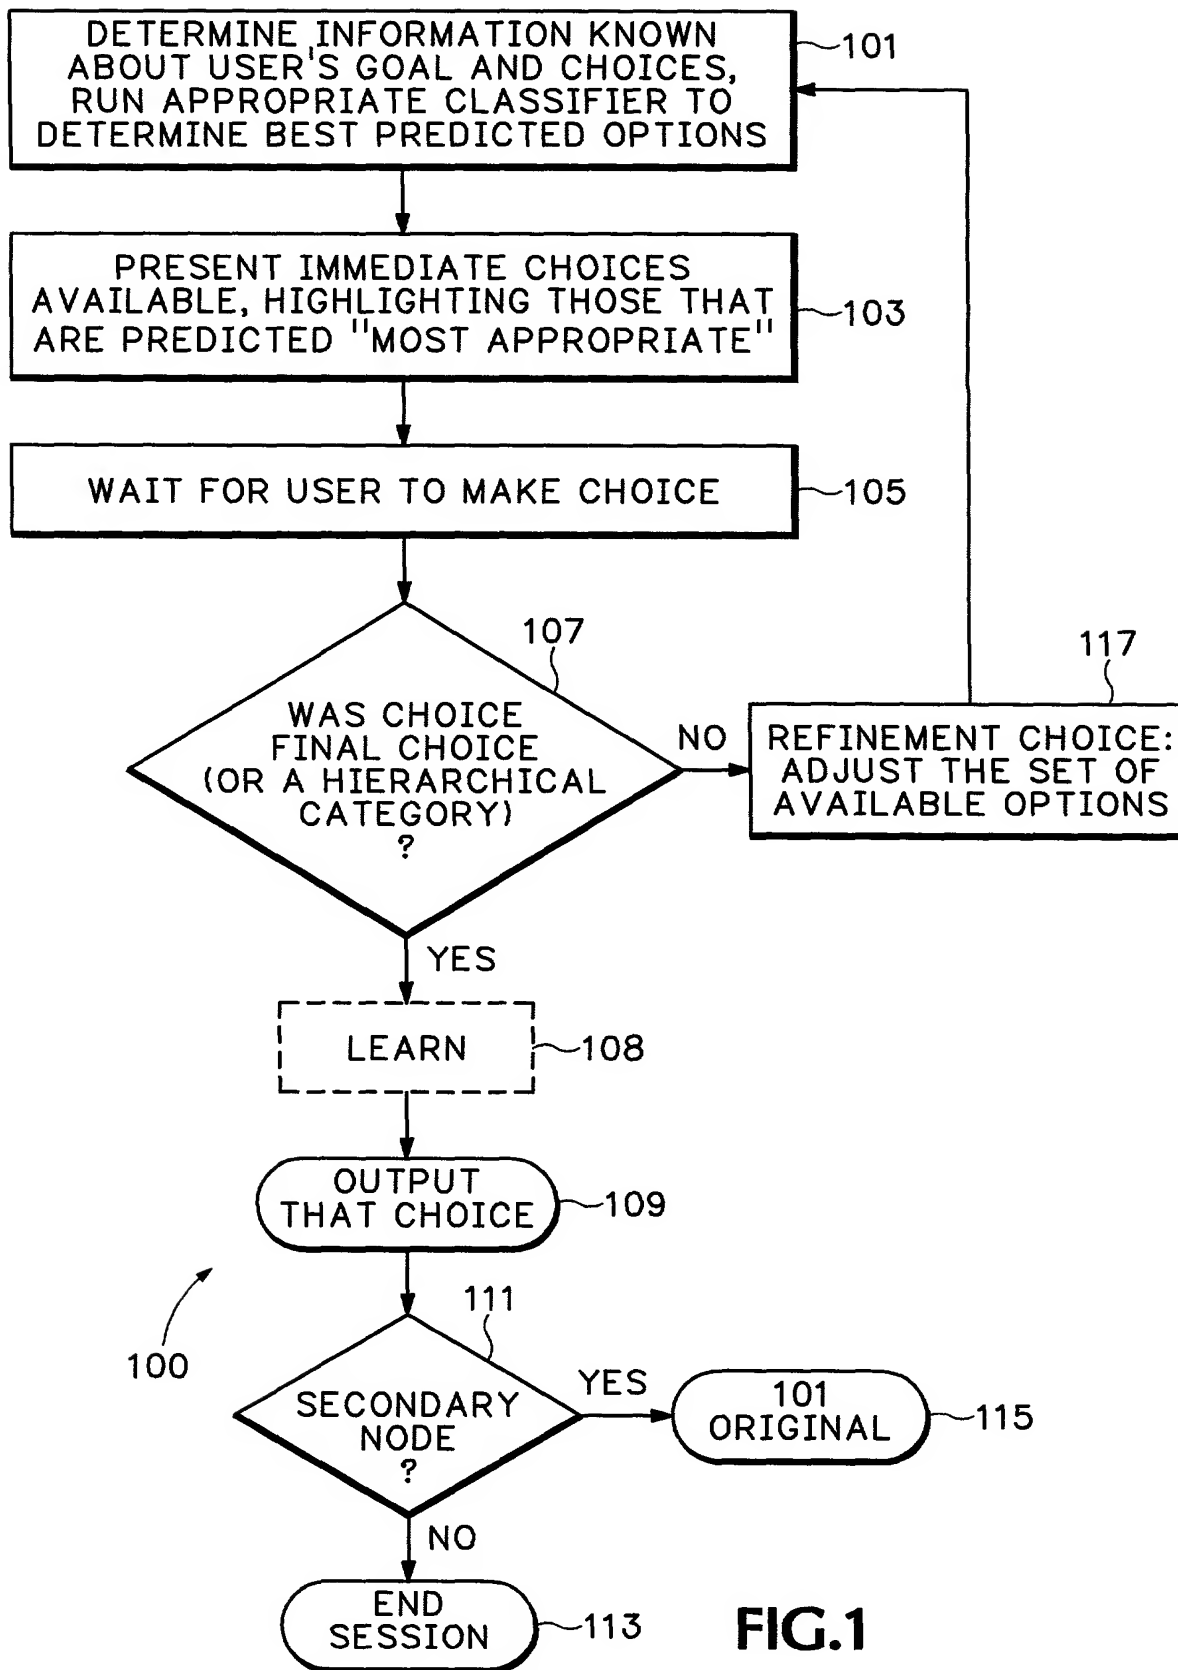 DETERMINE INFORMATION KNOWN
ABOUT USER'S GOAL AND CHOICES,
RUN APPROPRIATE CLASSIFIER TO
DETERMINE BEST PREDICTED OPTIONS
101
PRESENT IMMEDIATE CHOICES
AVAILABLE, HIGHLIGHTING THOSE THAT
ARE PREDICTED "MOST APPROPRIATE"
103
WAIT FOR USER TO MAKE CHOICE
105
107
WAS CHOICE
FINAL CHOICE
(OR A HIERARCHICAL
CATEGORY)
?
NO
117
REFINEMENT CHOICE:
ADJUST THE SET OF
AVAILABLE OPTIONS
YES
LEARN
108
OUTPUT
THAT CHOICE
109
100
111
SECONDARY
NODE
?
YES
101
ORIGINAL
115
NO
END
SESSION
113
FIG.1